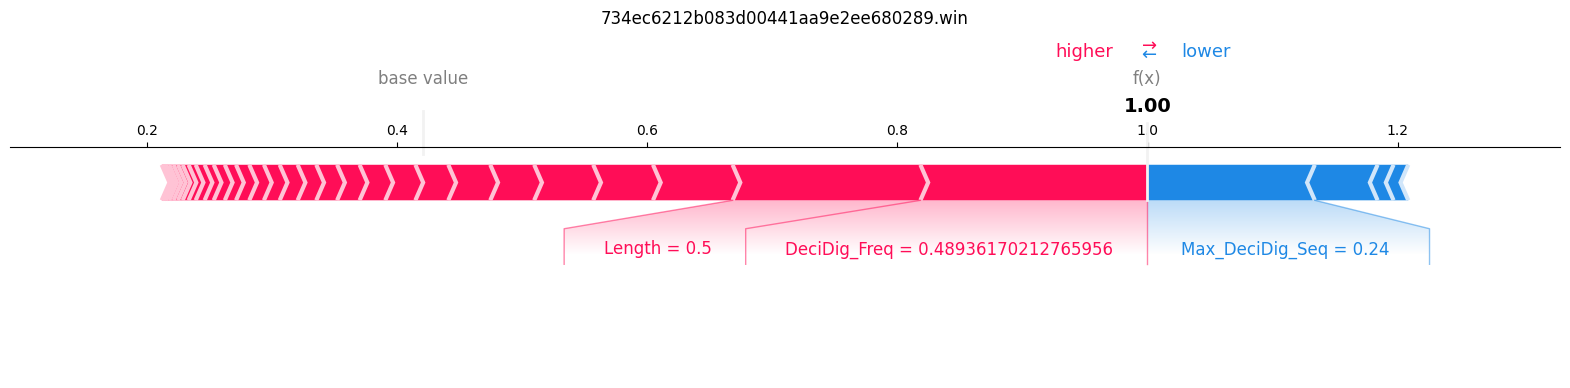 734ec6212b083d00441aa9e2ee680289.win
higher ⇄ lower
base value f(x)
1.00
0.2 0.4 0.6 0.8 1.0 1.2
Length = 0.5 DeciDig_Freq = 0.48936170212765956 Max_DeciDig_Seq = 0.24